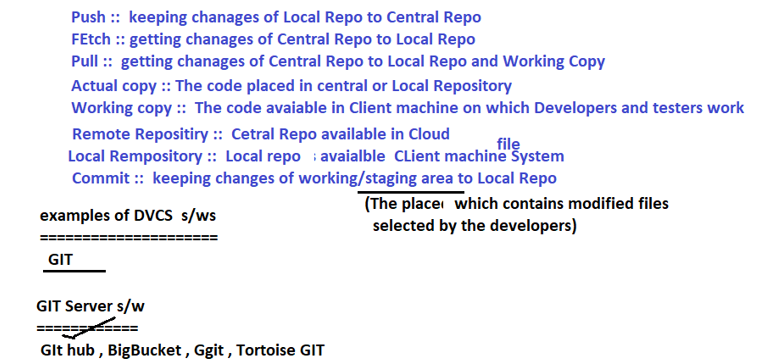 Push :: keeping chanages of Local Repo to Central Repo
FEtch :: getting chanages of Central Repo to Local Repo
Pull :: getting chanages of Central Repo to Local Repo and Working Copy
Actual copy :: The code placed in central or Local Repository
Working copy :: The code avaiable in Client machine on which Developers and testers work
Remote Repositiry :: Cetral Repo available in Cloud
file
Local Rempository :: Local repo avaialble CLient machine System
Commit :: keeping changes of working/staging area to Local Repo
(The place which contains modified files
selected by the developers)
examples of DVCS s/ws
=====================
GIT
GIT Server s/w
============
GIt hub , BigBucket , Ggit , Tortoise GIT